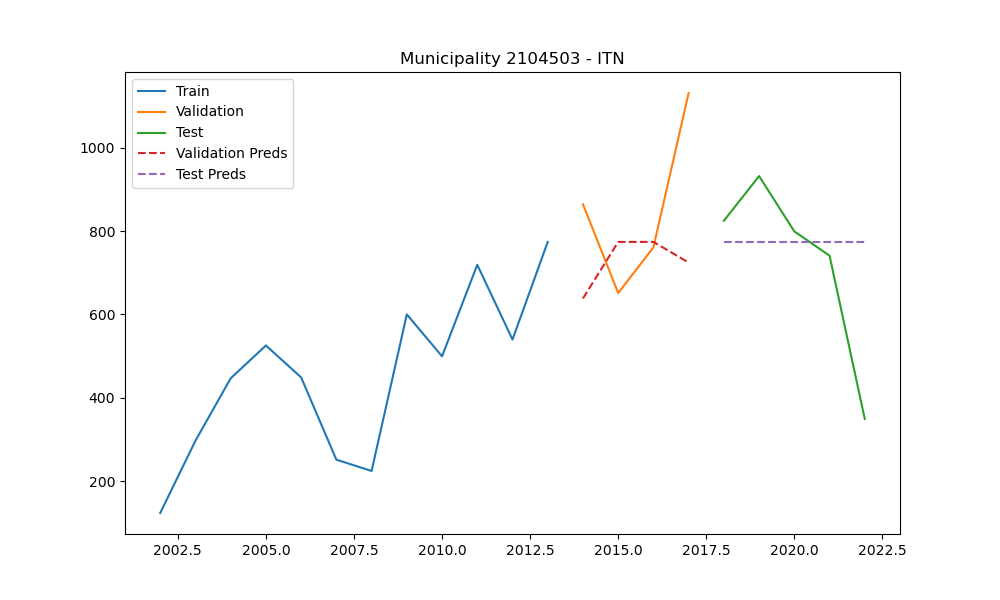 Municipality 2104503 - ITN
Train
Validation
Test
Validation Preds
Test Preds
1000
800
600
400
200
2002.5 2005.0 2007.5 2010.0 2012.5 2015.0 2017.5 2020.0 2022.5